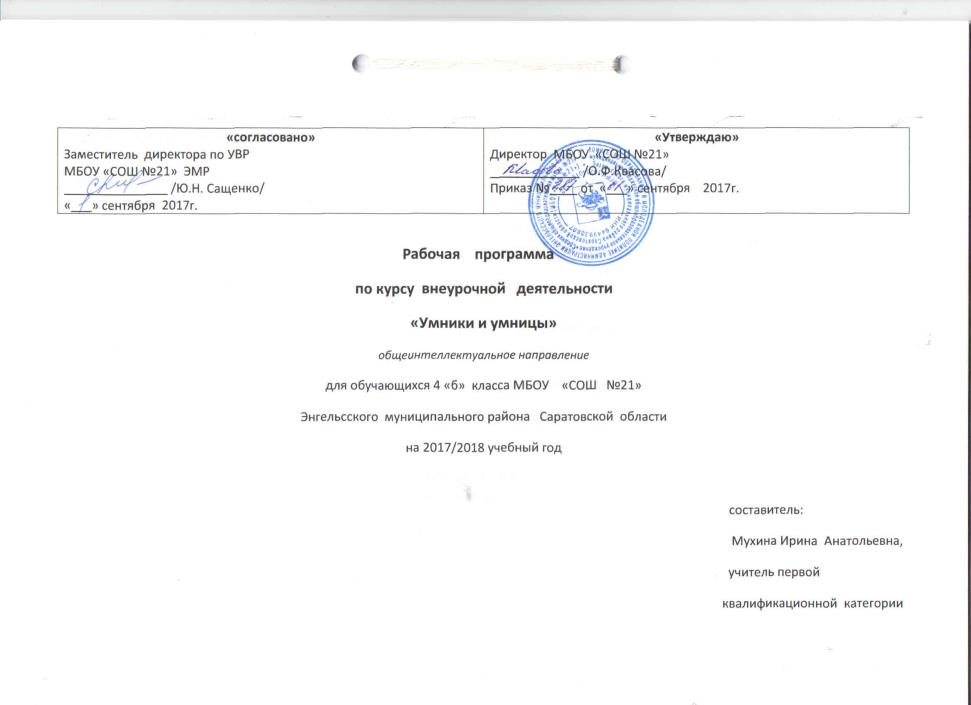 «согласовано»
Заместитель директора по УВР
МБОУ «СОШ №21» ЭМР
/Ю.Н. Сащенко/
«1» сентября 2017г.
«Утверждаю»
Директор МБОУ «СОШ №21»
/О.Ф.Квасова/
Приказ № от « » сентября 2017г.
Рабочая программа
по курсу внеурочной деятельности
«Умники и умницы»
общеинтеллектуальное направление
для обучающихся 4 «б» класса МБОУ «СОШ №21»
Энгельсского муниципального района Саратовской области
на 2017/2018 учебный год
составитель:
Мухина Ирина Анатольевна,
учитель первой
квалификационной категории